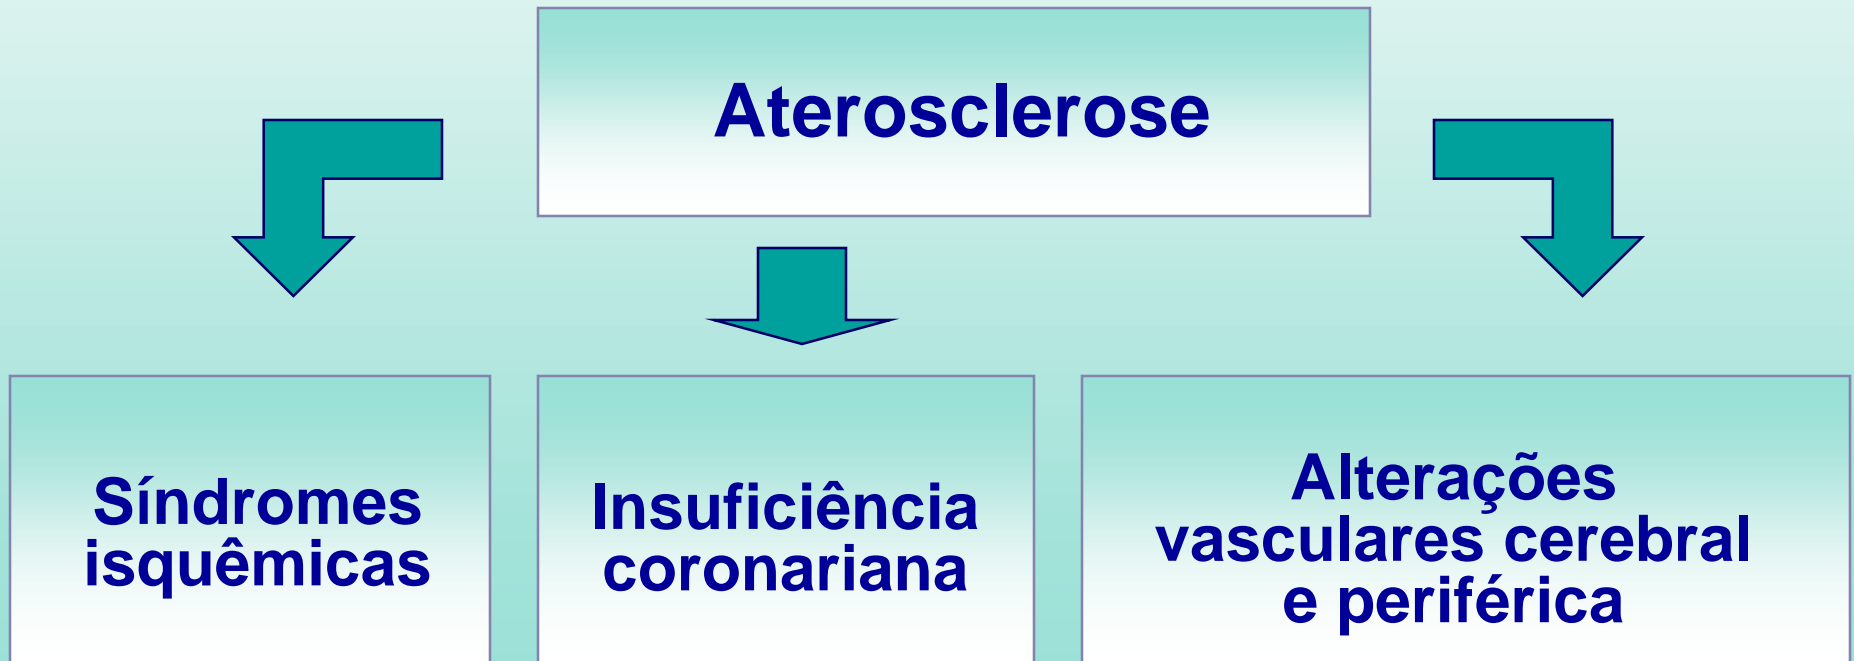 Aterosclerose
Síndromes
isquêmicas
Insuficiência
coronariana
Alterações
vasculares cerebral
e periférica